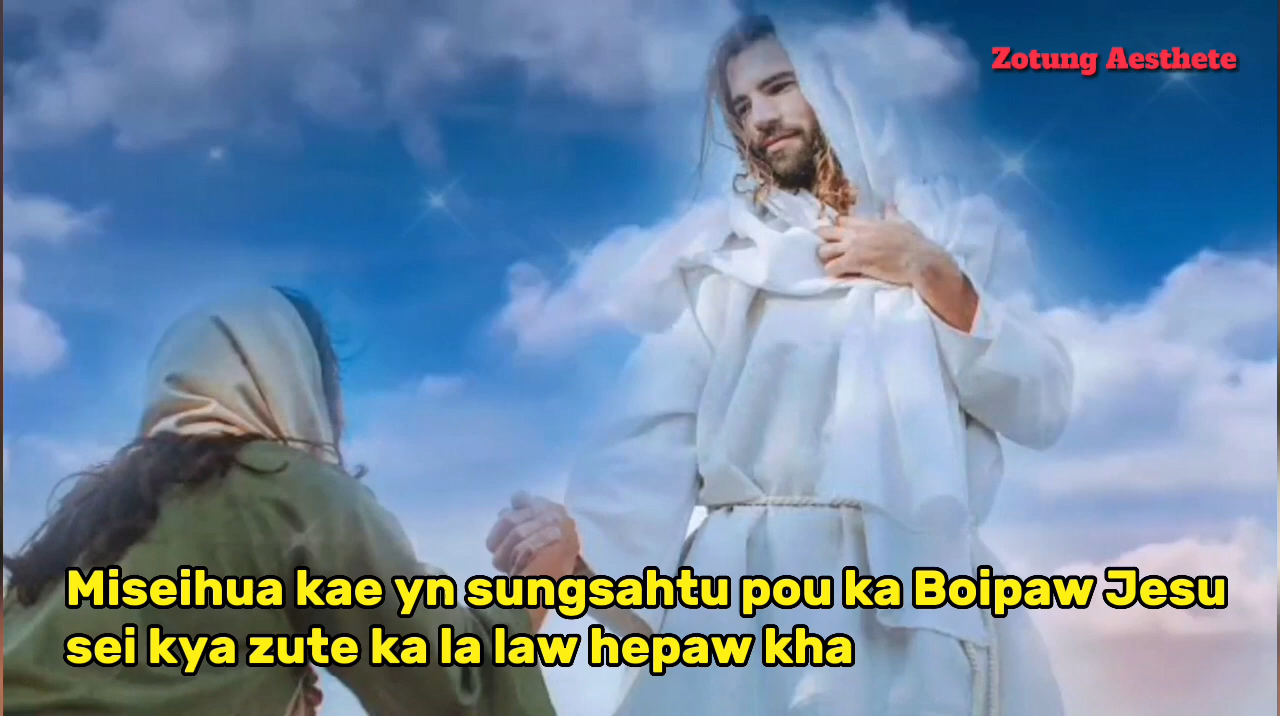 Zotung Aesthete
Miseihua kae yn sungsahtu pou ka Boipaw Jesu
sei kya zute ka la law hepaw kha